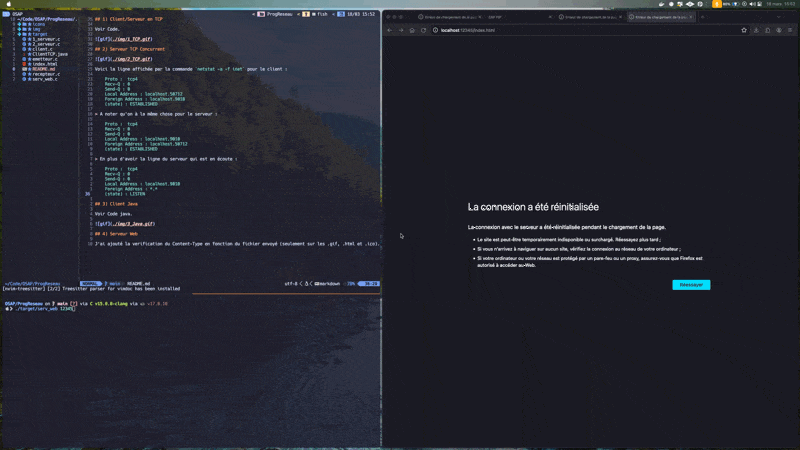 OSAP
ProgReseau
fish
18/03 15:52
~/Code/OSAP/ProgReseau/
icons
img
target
1_serveur.c
2_serveur.c
client.c
ClientTCP.java
emetteur.c
index.html
README.md
recepteur.c
serv_web.c
## 1) Client/Serveur en TCP
Voir Code.
![gif](./img/1_TCP.gif)
## 2) Serveur TCP Concurrent
![gif](./img/2_TCP.gif)
Voici la ligne affichée par la commande `netstat -a -f inet` pour le client :
Proto : tcp4
Recv-Q : 0
Send-Q : 0
Local Address : localhost.50712
Foreign Address : localhost.9010
(state) : ESTABLISHED
> A noter qu'on à la même chose pour le serveur :
Proto : tcp4
Recv-Q : 0
Send-Q : 0
Local Address : localhost.9010
Foreign Address : localhost.50712
(state) : ESTABLISHED
> En plus d'avoir la ligne du serveur qui est en écoute :
Proto : tcp4
Recv-Q : 0
Send-Q : 0
Local Address : localhost.9010
Foreign Address : *.*
(state) : LISTEN
## 3) Client Java
Voir Code java.
![gif](./img/3_Java.gif)
## 4) Serveur Web
J'ai ajouté la verification du Content-Type en fonction du fichier envoyé (seulement sur les .gif, .html et .ico).
~/Code/OSAP/ProgReseau
NORMAL
main
README.md
utf-8
markdown
[nvim-treesitter] [2/2] Treesitter parser for vimdoc has been installed
OSAP/ProgReseau on main [?] via C v15.0.0-clang via
./target/serv_web 12345
localhost:12345/index.html
La connexion a été réinitialisée
La connexion avec le serveur a été réinitialisée pendant le chargement de la page.
• Le site est peut-être temporairement indisponible ou surchargé. Réessayez plus tard ;
• Si vous n'arrivez à naviguer sur aucun site, vérifiez la connexion au réseau de votre ordinateur ;
• Si votre ordinateur ou votre réseau est protégé par un pare-feu ou un proxy, assurez-vous que Firefox est
autorisé à accéder au Web.
Réessayer